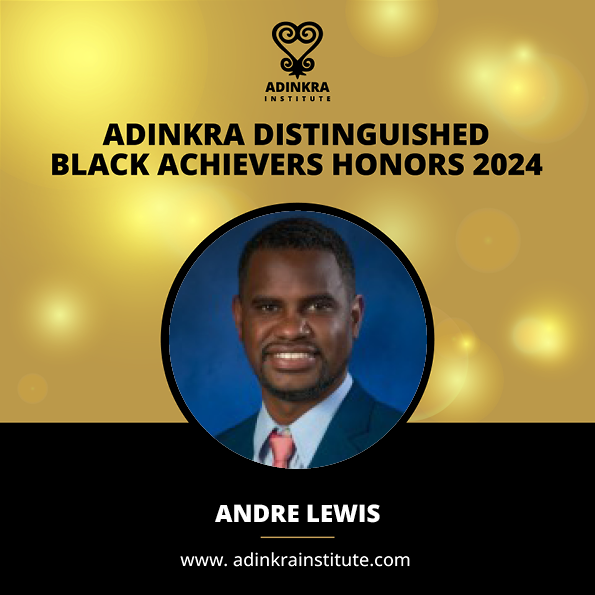 ADINKRA
INSTITUTE
ADINKRA DISTINGUISHED
BLACK ACHIEVERS HONORS 2024
ANDRE LEWIS
www. adinkrainstitute.com